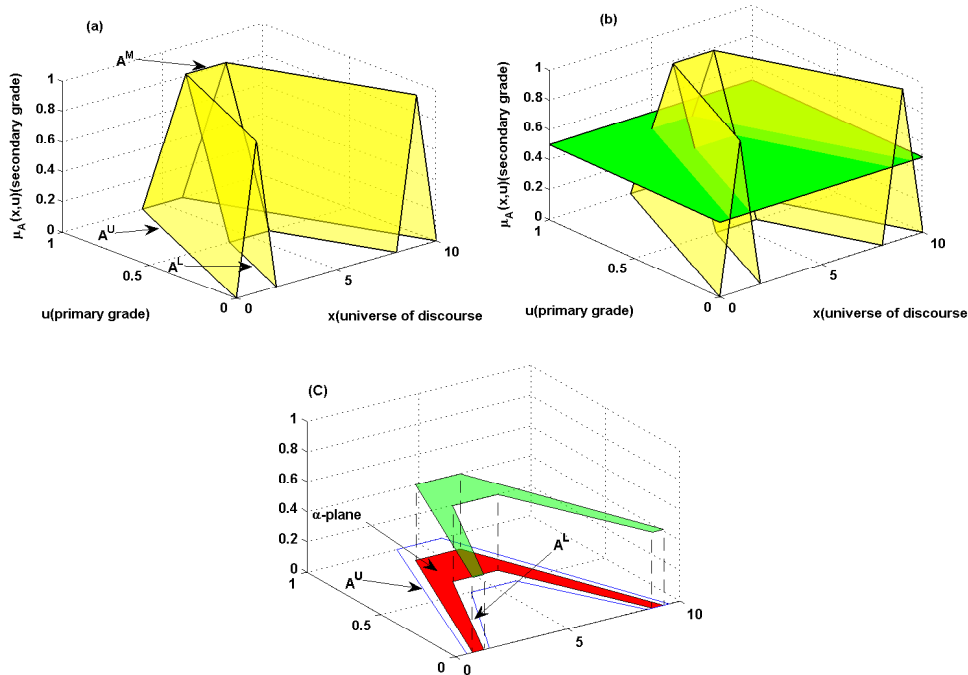 (a)
A^M
μ_A(x,u)(secondary grade)
1
0.8
0.6
0.4
0.2
0
1
0.5
0
A^U
A^L
0
5
10
u(primary grade)
x(universe of discourse
(b)
μ_A(x,u)(secondary grade)
1
0.8
0.6
0.4
0.2
0
1
0.5
0
0
5
10
u(primary grade)
x(universe of discourse
(C)
1
0.8
0.6
0.4
0.2
0
1
0.5
0
α-plane
A^U
A^L
0
5
10